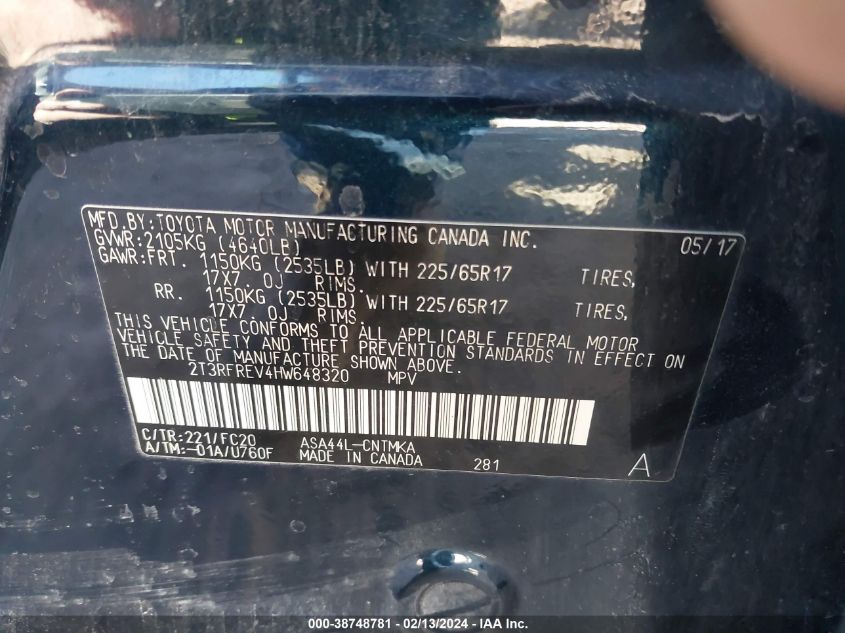 MFD.BY:TOYOTA MOTOR MANUFACTURING CANADA INC. 05/17
GVWR:2105KG (4640LB)
GAWR:FRT. 1150KG (2535LB) WITH 225/65R17 TIRES,
17X7.0J RIMS.
RR. 1150KG (2535LB) WITH 225/65R17 TIRES,
17X7.0J RIMS.
THIS VEHICLE CONFORMS TO ALL APPLICABLE FEDERAL MOTOR
VEHICLE SAFETY AND THEFT PREVENTION STANDARDS IN EFFECT ON
THE DATE OF MANUFACTURE SHOWN ABOVE.
2T3RFREV4HW648320 MPV
C/TR:221/FC20 ASA44L-CNTMKA
A/TM:-01A/U760F MADE IN CANADA 281 A
000-38748781 - 02/13/2024 - IAA Inc.